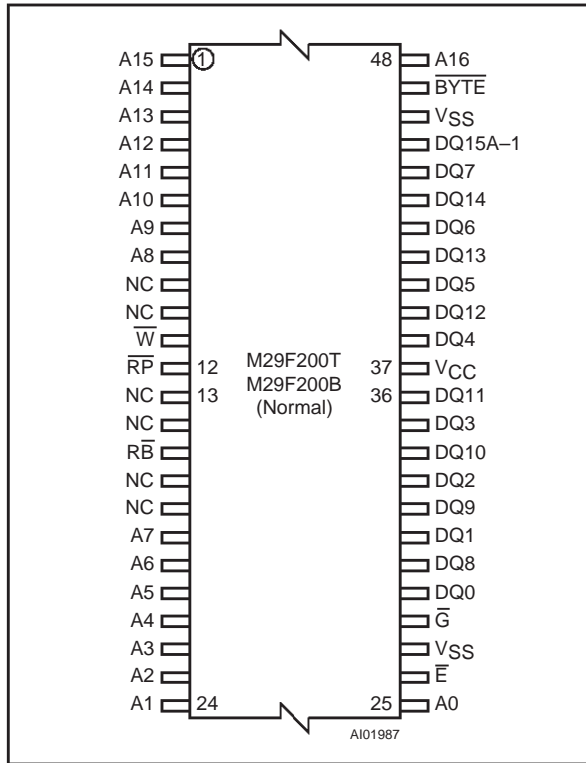 A15 1 48 A16
A14 B̅Y̅T̅E̅
A13 VSS
A12 DQ15A–1
A11 DQ7
A10 DQ14
A9 DQ6
A8 DQ13
NC DQ5
NC DQ12
W̅ DQ4
R̅P̅ 12 M29F200T 37 VCC
NC 13 M29F200B 36 DQ11
(Normal)
NC DQ3
RB̅ DQ10
NC DQ2
NC DQ9
A7 DQ1
A6 DQ8
A5 DQ0
A4 G̅
A3 VSS
A2 E̅
A1 24 25 A0
AI01987